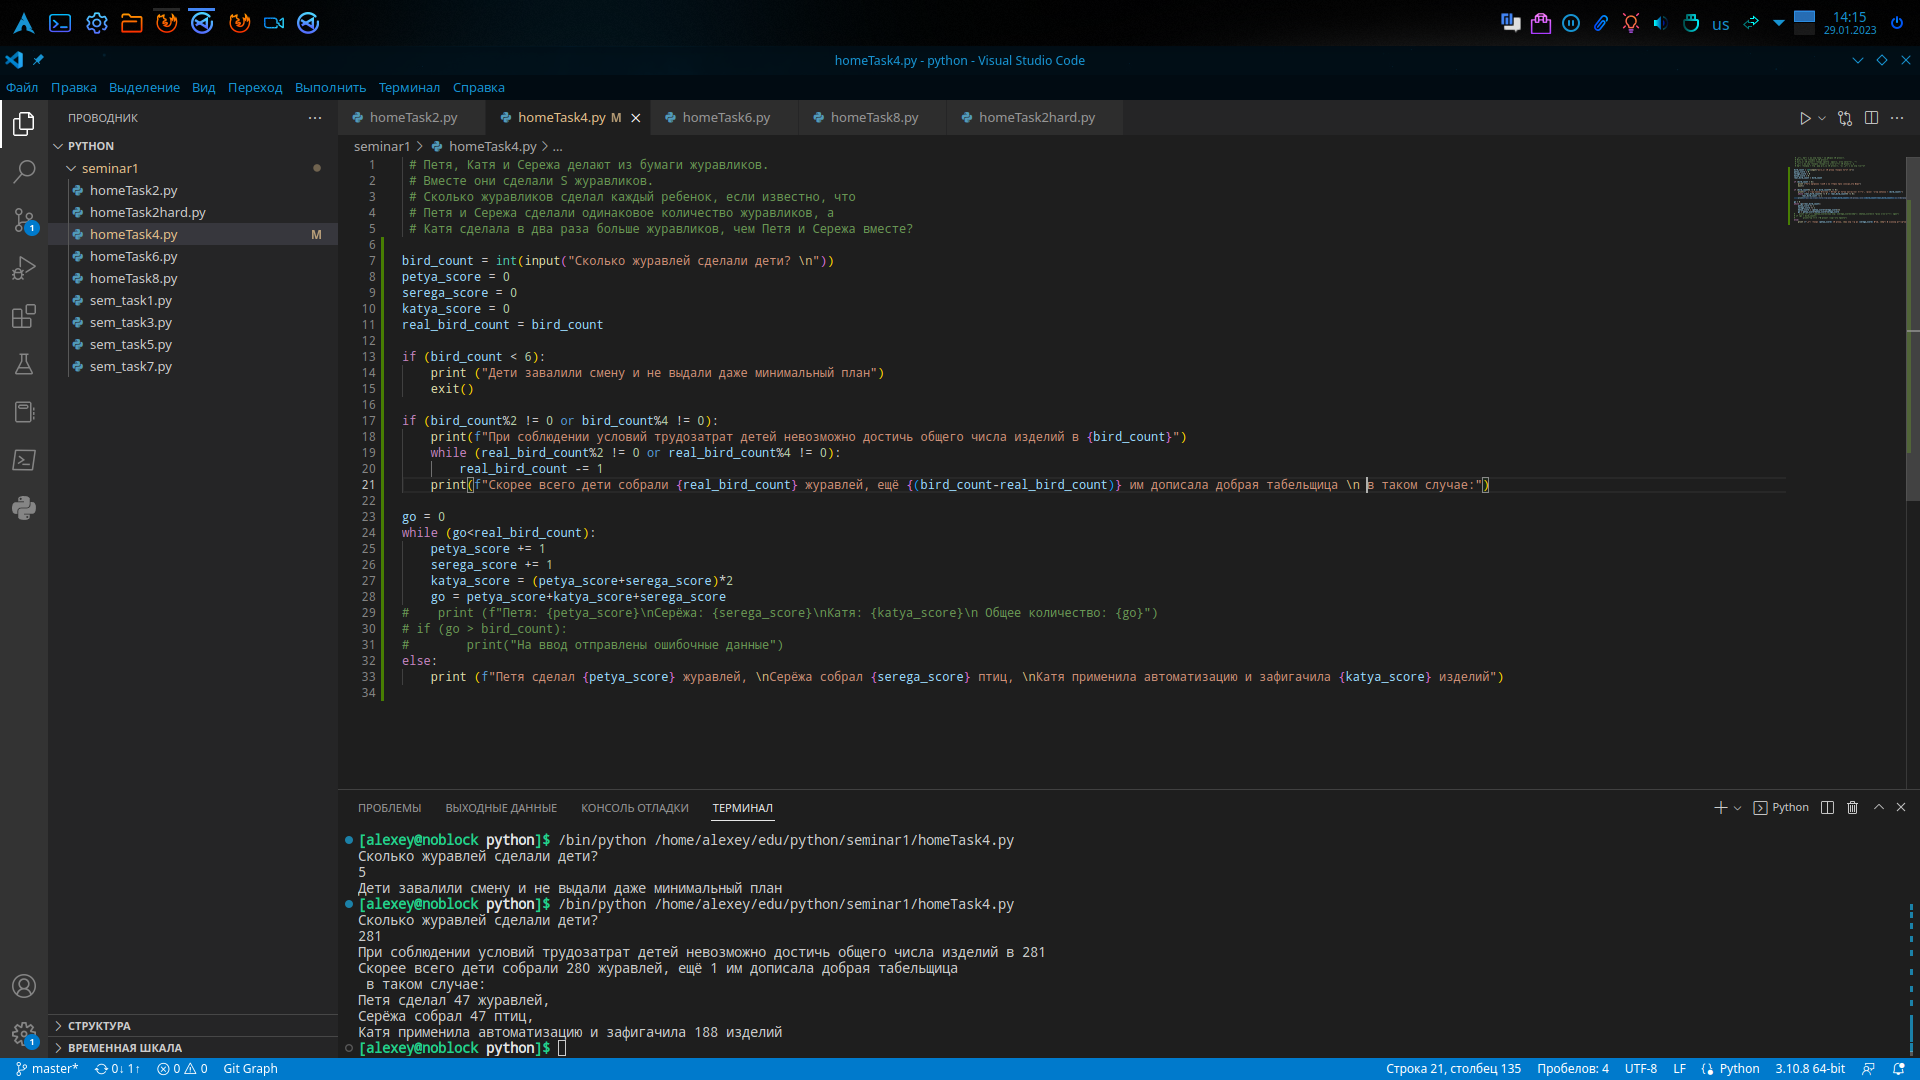 us
14:15
29.01.2023
homeTask4.py - python - Visual Studio Code
Файл Правка Выделение Вид Переход Выполнить Терминал Справка
ПРОВОДНИК
homeTask2.py
homeTask4.py M
homeTask6.py
homeTask8.py
homeTask2hard.py
PYTHON
seminar1
homeTask2.py
homeTask2hard.py
homeTask4.py M
homeTask6.py
homeTask8.py
sem_task1.py
sem_task3.py
sem_task5.py
sem_task7.py
СТРУКТУРА
ВРЕМЕННАЯ ШКАЛА
1
1
seminar1 > homeTask4.py > ...
1 # Петя, Катя и Сережа делают из бумаги журавликов.
2 # Вместе они сделали S журавликов.
3 # Сколько журавликов сделал каждый ребенок, если известно, что
4 # Петя и Сережа сделали одинаковое количество журавликов, а
5 # Катя сделала в два раза больше журавликов, чем Петя и Сережа вместе?
6
7 bird_count = int(input("Сколько журавлей сделали дети? \n"))
8 petya_score = 0
9 serega_score = 0
10 katya_score = 0
11 real_bird_count = bird_count
12
13 if (bird_count < 6):
14     print ("Дети завалили смену и не выдали даже минимальный план")
15     exit()
16
17 if (bird_count%2 != 0 or bird_count%4 != 0):
18     print(f"При соблюдении условий трудозатрат детей невозможно достичь общего числа изделий в {bird_count}")
19     while (real_bird_count%2 != 0 or real_bird_count%4 != 0):
20         real_bird_count -= 1
21     print(f"Скорее всего дети собрали {real_bird_count} журавлей, ещё {(bird_count-real_bird_count)} им дописала добрая табельщица \n в таком случае:")
22
23 go = 0
24 while (go<real_bird_count):
25     petya_score += 1
26     serega_score += 1
27     katya_score = (petya_score+serega_score)*2
28     go = petya_score+katya_score+serega_score
29 #    print (f"Петя: {petya_score}\nСерёжа: {serega_score}\nКатя: {katya_score}\n Общее количество: {go}")
30 # if (go > bird_count):
31 #        print("На ввод отправлены ошибочные данные")
32 else:
33     print (f"Петя сделал {petya_score} журавлей, \nСерёжа собрал {serega_score} птиц, \nКатя применила автоматизацию и зафигачила {katya_score} изделий")
34
ПРОБЛЕМЫ ВЫХОДНЫЕ ДАННЫЕ КОНСОЛЬ ОТЛАДКИ ТЕРМИНАЛ
Python
[alexey@noblock python]$ /bin/python /home/alexey/edu/python/seminar1/homeTask4.py
Сколько журавлей сделали дети?
5
Дети завалили смену и не выдали даже минимальный план
[alexey@noblock python]$ /bin/python /home/alexey/edu/python/seminar1/homeTask4.py
Сколько журавлей сделали дети?
281
При соблюдении условий трудозатрат детей невозможно достичь общего числа изделий в 281
Скорее всего дети собрали 280 журавлей, ещё 1 им дописала добрая табельщица
 в таком случае:
Петя сделал 47 журавлей,
Серёжа собрал 47 птиц,
Катя применила автоматизацию и зафигачила 188 изделий
[alexey@noblock python]$
master* 0↓ 1↑ 0 0 Git Graph
Строка 21, столбец 135 Пробелов: 4 UTF-8 LF Python 3.10.8 64-bit